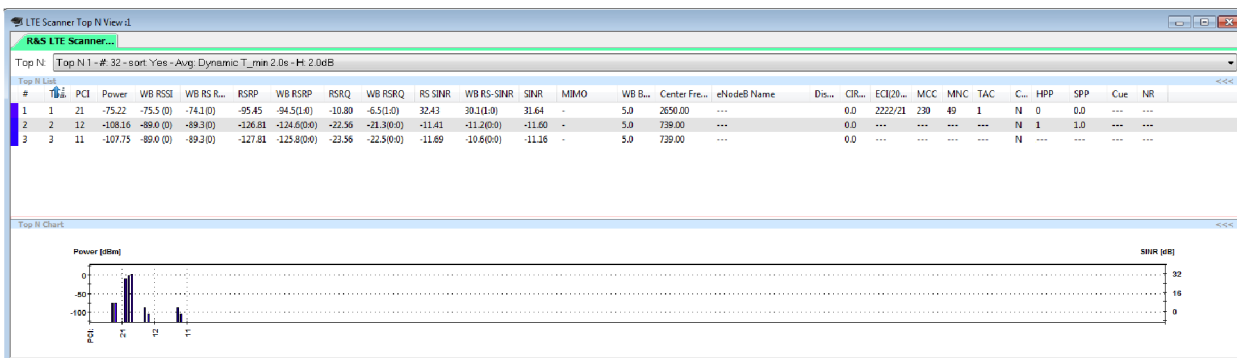 LTE Scanner Top N View :1
R&S LTE Scanner...
Top N: Top N 1 - #: 32 - sort: Yes - Avg: Dynamic T_min 2.0s - H: 2.0dB
Top N List <<<
# PCI Power WB RSSI WB RS R... RSRP WB RSRP RSRQ WB RSRQ RS SINR WB RS-SINR SINR MIMO WB B... Center Fre... eNodeB Name Dis... CIR... ECI(20... MCC MNC TAC C... HPP SPP Cue NR
1 1 21 -75.22 -75.5 (0) -74.1(0) -95.45 -94.5(1:0) -10.80 -6.5(1:0) 32.43 30.1(1:0) 31.64 - 5.0 2650.00 --- 0.0 2222/21 230 49 1 N 0 0.0 --- ---
2 2 12 -108.16 -89.0 (0) -89.3(0) -126.81 -124.6(0:0) -22.56 -21.3(0:0) -11.41 -11.2(0:0) -11.60 - 5.0 739.00 --- 0.0 --- --- --- --- N 1 1.0 --- ---
3 3 11 -107.75 -89.0 (0) -89.3(0) -127.81 -125.8(0:0) -23.56 -22.5(0:0) -11.69 -10.6(0:0) -11.16 - 5.0 739.00 --- 0.0 --- --- --- --- N --- --- --- ---
Top N Chart <<<
Power [dBm] SINR [dB]
0 32
-50 16
-100 0
PCI: 21 12 11